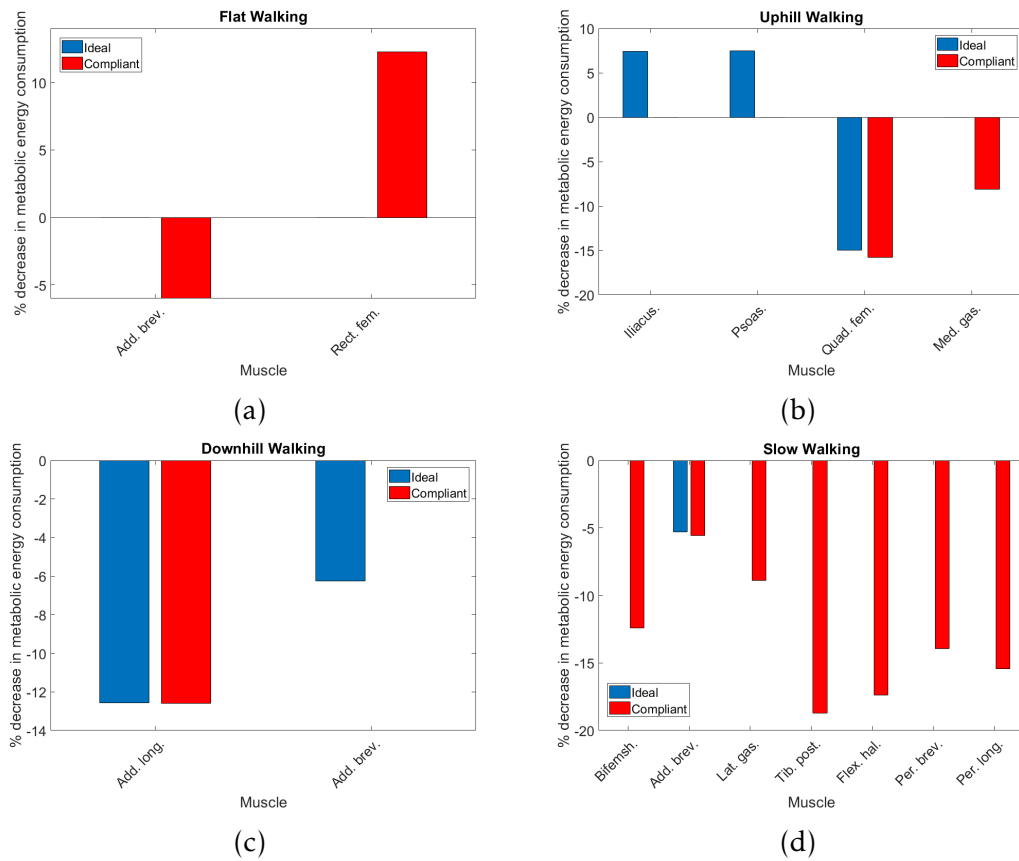 Flat Walking
% decrease in metabolic energy consumption
Ideal
Compliant
10
5
0
-5
Add. brev.
Rect. fem.
Muscle
(a)
Uphill Walking
% decrease in metabolic energy consumption
Ideal
Compliant
10
5
0
-5
-10
-15
-20
Iliacus.
Psoas.
Quad. fem.
Med. gas.
Muscle
(b)
Downhill Walking
% decrease in metabolic energy consumption
Ideal
Compliant
0
-2
-4
-6
-8
-10
-12
-14
Add. long.
Add. brev.
Muscle
(c)
Slow Walking
% decrease in metabolic energy consumption
0
-5
-10
-15
-20
Ideal
Compliant
Bifemsh.
Add. brev.
Lat. gas.
Tib. post.
Flex. hal.
Per. brev.
Per. long.
Muscle
(d)